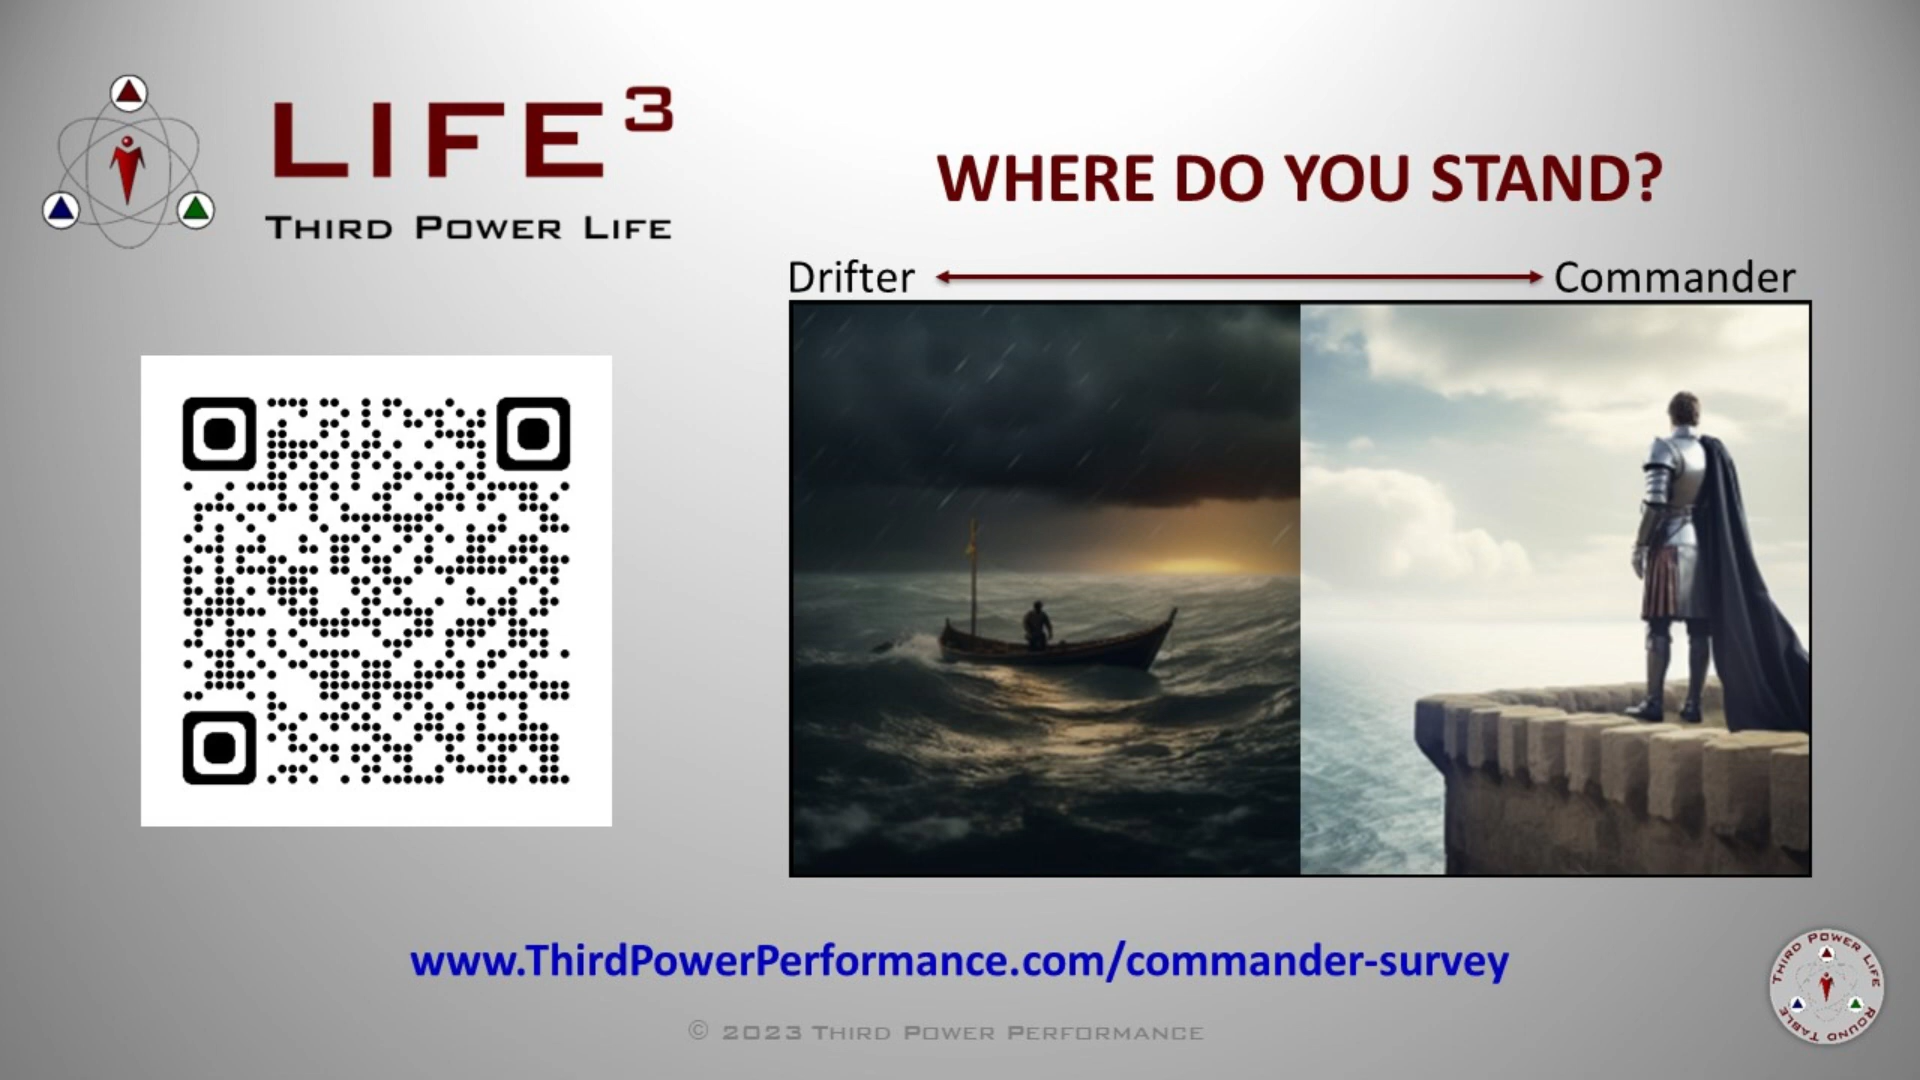 LIFE³
THIRD POWER LIFE
WHERE DO YOU STAND?
Drifter
Commander
www.ThirdPowerPerformance.com/commander-survey
© 2023 THIRD POWER PERFORMANCE
THIRD POWER LIFE
ROUND TABLE